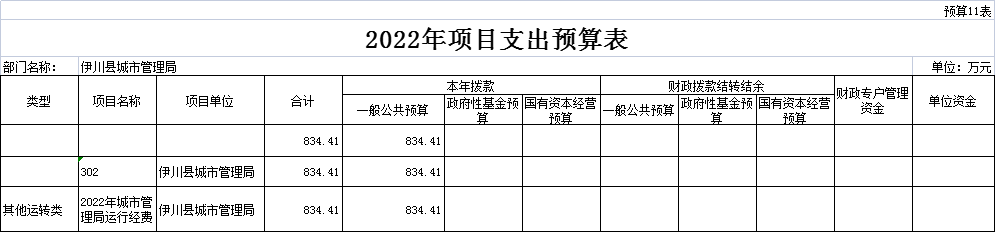 预算11表
2022年项目支出预算表
部门名称： 伊川县城市管理局 单位：万元
类型 项目名称 项目单位 合计 本年拨款 财政拨款结转结余 财政专户管理资金 单位资金
一般公共预算 政府性基金预算 国有资本经营预算 一般公共预算 政府性基金预算 国有资本经营预算
834.41 834.41
302 伊川县城市管理局 834.41 834.41
其他运转类 2022年城市管理局运行经费 伊川县城市管理局 834.41 834.41